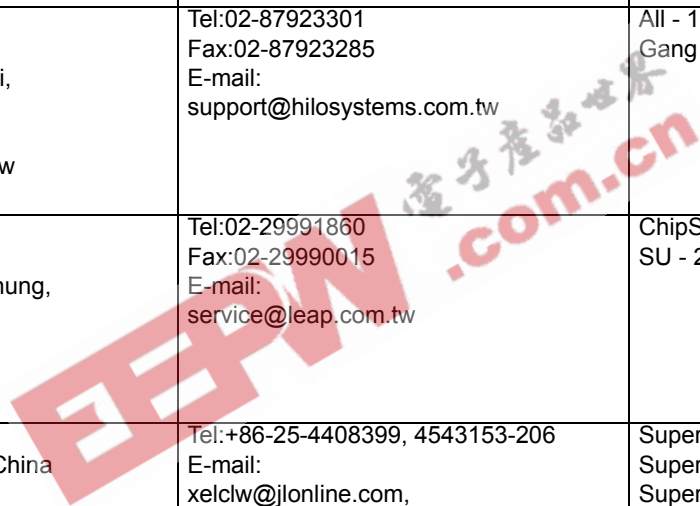 Tel:02-87923301
Fax:02-87923285
E-mail:
support@hilosystems.com.tw
All - 1
Gang
i,
w
Tel:02-29991860
Fax:02-29990015
E-mail:
service@leap.com.tw
ChipS
SU - 2
hung,
Tel:+86-25-4408399, 4543153-206
E-mail:
xelclw@jlonline.com,
China
Super
Super
Super
EEPW
.com.cn
電子產品世界